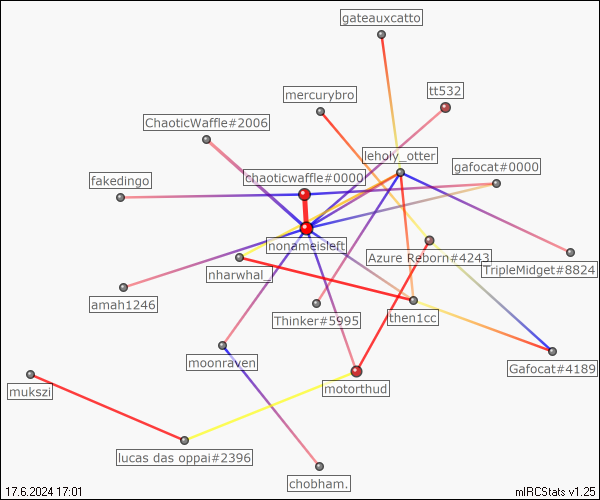 gateauxcatto
mercurybro
tt532
ChaoticWaffle#2006
leholy_otter
gafocat#0000
chaoticwaffle#0000
fakedingo
nonameisleft
Azure Reborn#4243
nharwhal_
TripleMidget#8824
amah1246
Thinker#5995
then1cc
moonraven
Gafocat#4189
motorthud
mukszi
lucas das oppai#2396
chobham.
17.6.2024 17:01
mIRCStats v1.25